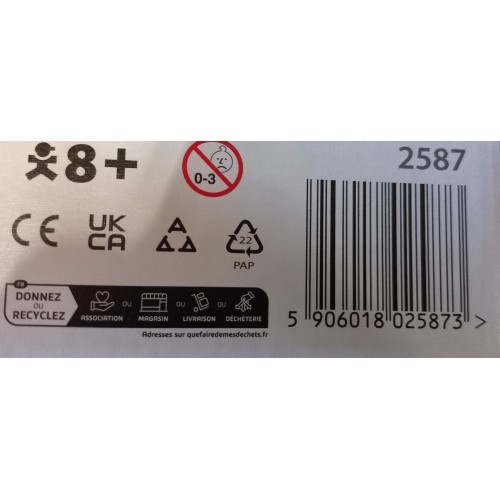 8+
0-3
2587
CE
UK
CA
22
PAP
FR
DONNEZ
OU
RECYCLEZ
ASSOCIATION
OU
MAGASIN
OU
LIVRAISON
OU
DÉCHÈTERIE
Adresses sur quefairedemesdechets.fr
5 906018 025873 >